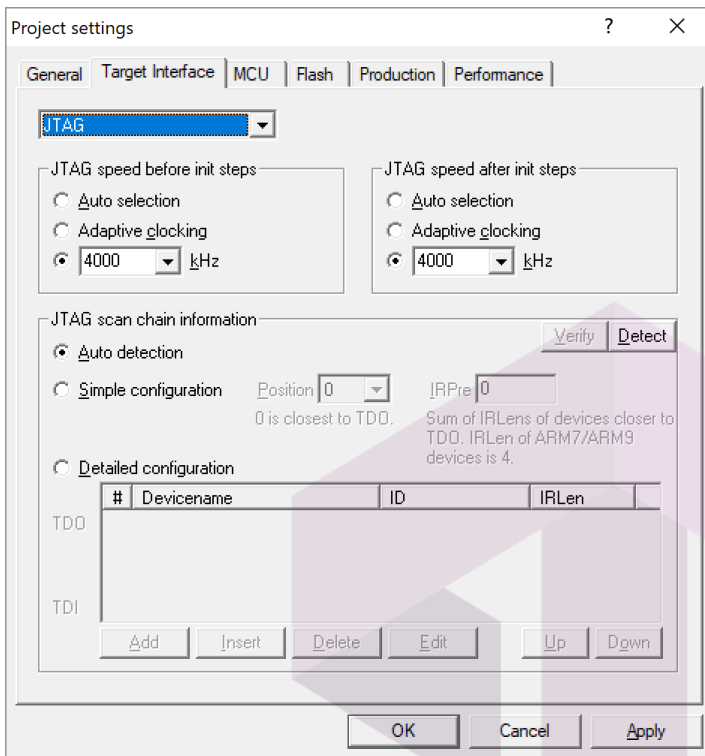 Project settings ? ×
General Target Interface MCU Flash Production Performance
JTAG
JTAG speed before init steps
Auto selection
Adaptive clocking
4000 kHz
JTAG speed after init steps
Auto selection
Adaptive clocking
4000 kHz
JTAG scan chain information
Verify Detect
Auto detection
Simple configuration Position 0 IRPre 0
0 is closest to TDO.
Sum of IRLens of devices closer to
TDO. IRLen of ARM7/ARM9
devices is 4.
Detailed configuration
# Devicename ID IRLen
TDO
TDI
Add Insert Delete Edit Up Down
OK Cancel Apply